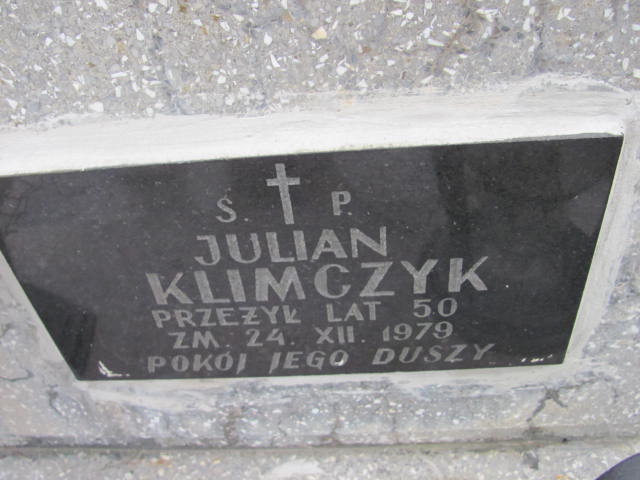 Ś. P.
JULIAN
KLIMCZYK
PRZEŻYŁ LAT 50
ZM. 24. XII. 1979
POKÓJ JEGO DUSZY